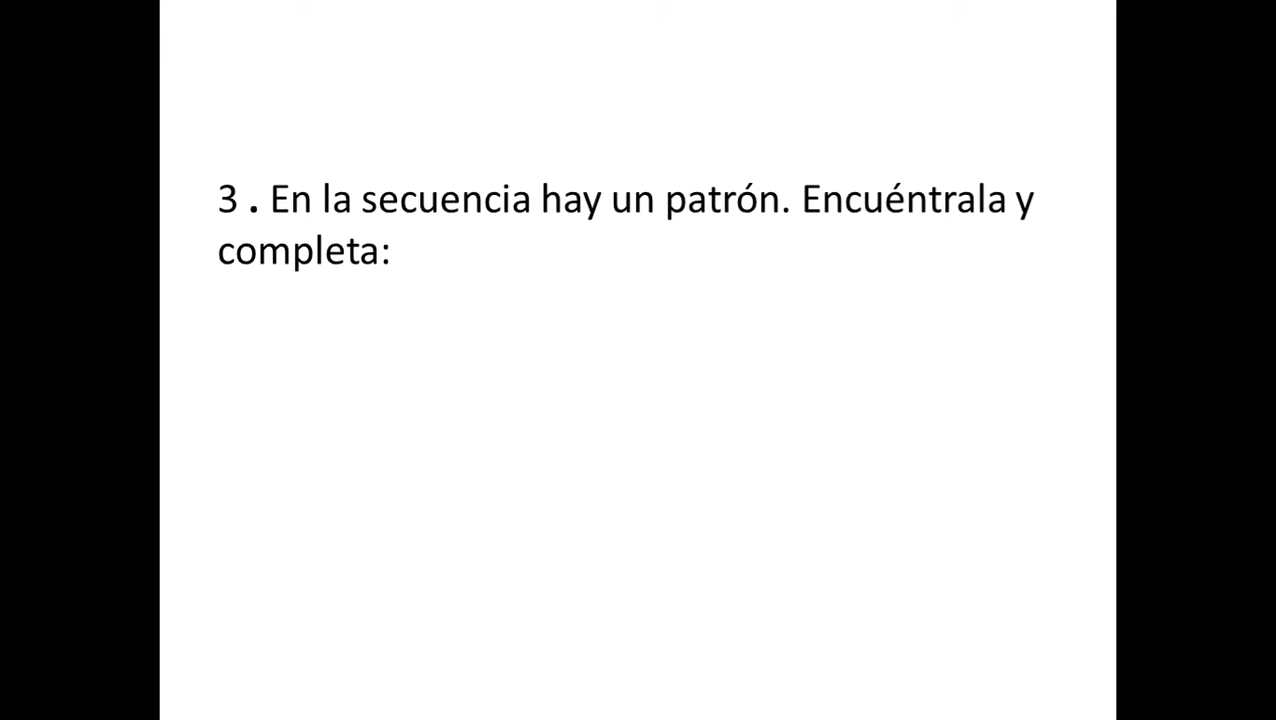 3 . En la secuencia hay un patrón. Encuéntrala y
completa: